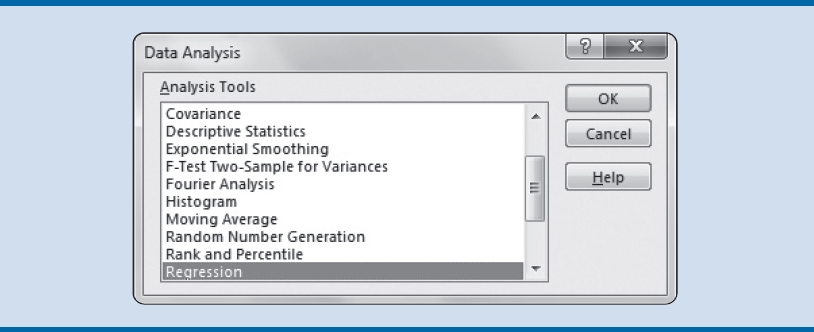 Data Analysis
?
X
Analysis Tools
Covariance
Descriptive Statistics
Exponential Smoothing
F-Test Two-Sample for Variances
Fourier Analysis
Histogram
Moving Average
Random Number Generation
Rank and Percentile
Regression
OK
Cancel
Help